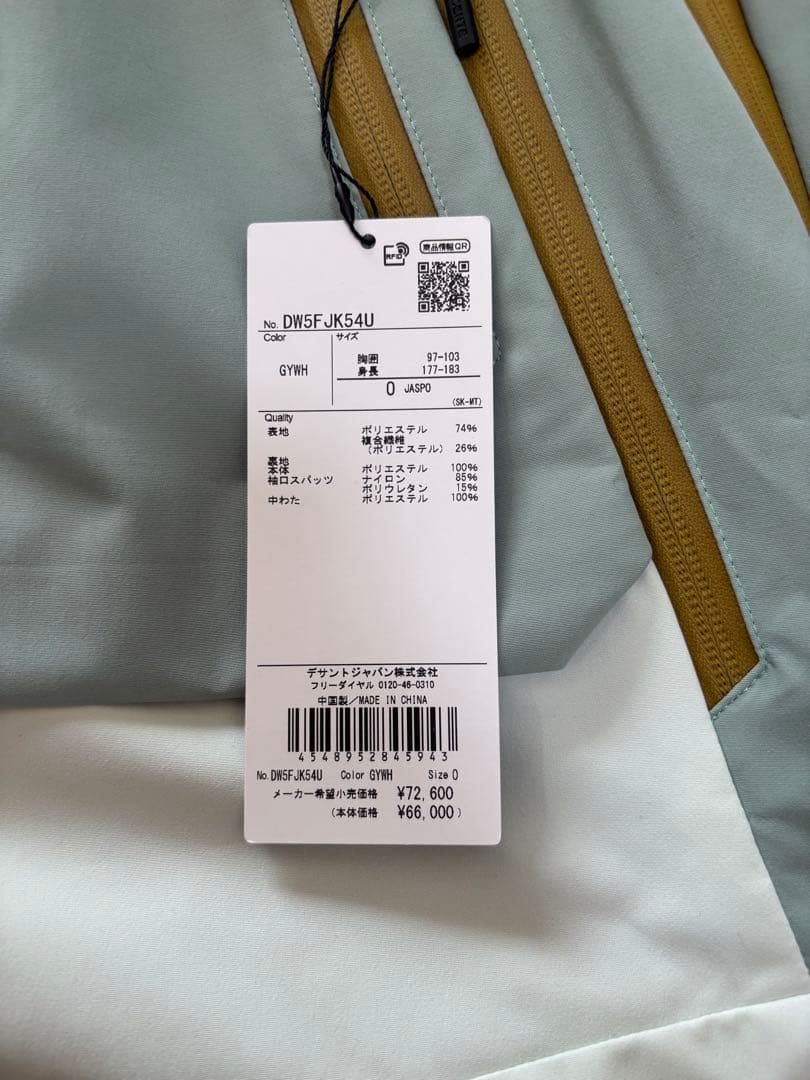 RFID
商品情報QR
No. DW5FJK54U
Color サイズ
GYWH
胸囲 97-103
身長 177-183
O JASPO
(SK-MT)
Quality
表地 ポリエステル 74%
複合繊維
(ポリエステル) 26%
裏地
本体 ポリエステル 100%
袖口スパッツ ナイロン 85%
ポリウレタン 15%
中わた ポリエステル 100%
デサントジャパン株式会社
フリーダイヤル 0120-46-0310
中国製/MADE IN CHINA
4548952845943
No. DW5FJK54U Color GYWH Size O
メーカー希望小売価格 ¥72,600
(本体価格 ¥66,000)